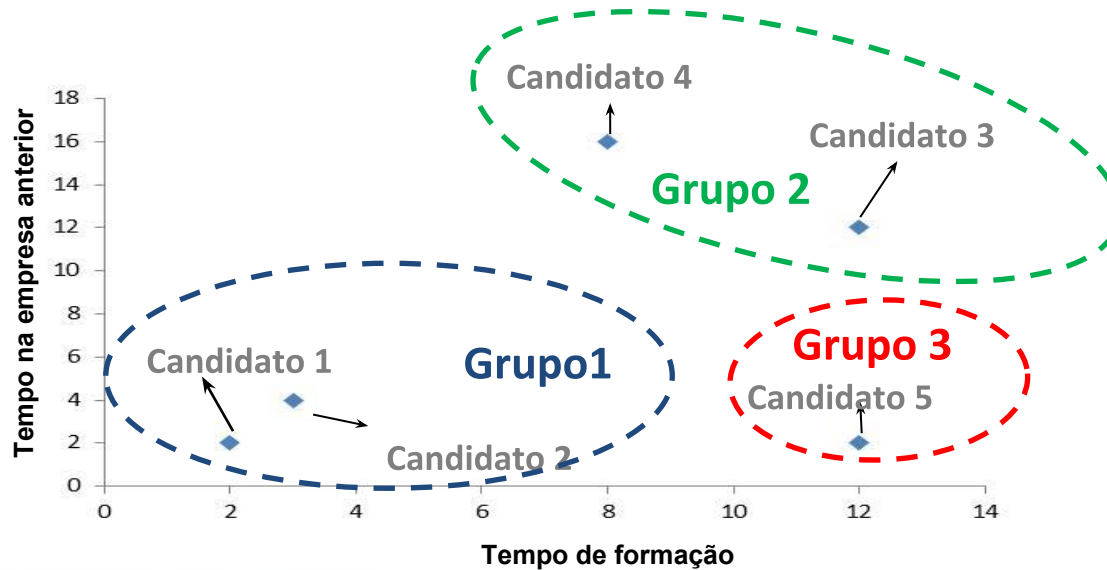 Candidato 4
Candidato 3
Grupo 2
Grupo 3
Grupo1
Candidato 1
Candidato 5
Candidato 2
Tempo na empresa anterior
18
16
14
12
10
8
6
4
2
0
0 2 4 6 8 10 12 14
Tempo de formação